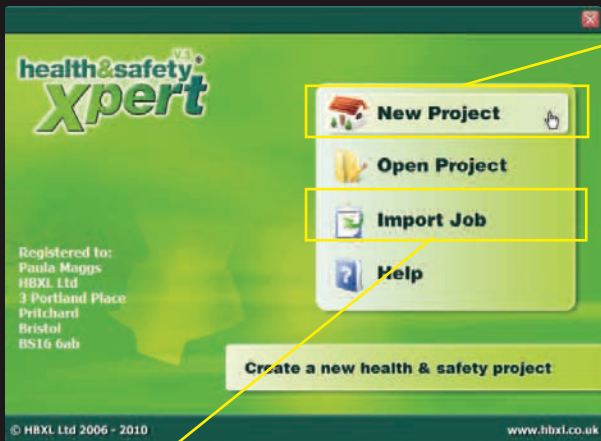 V.3
health&safety
Xpert
New Project
Open Project
Import Job
Help
Registered to:
Paula Maggs
HBXL Ltd
3 Portland Place
Pritchard
Bristol
BS16 6ab
Create a new health & safety project
© HBXL Ltd 2006 - 2010
www.hbxl.co.uk